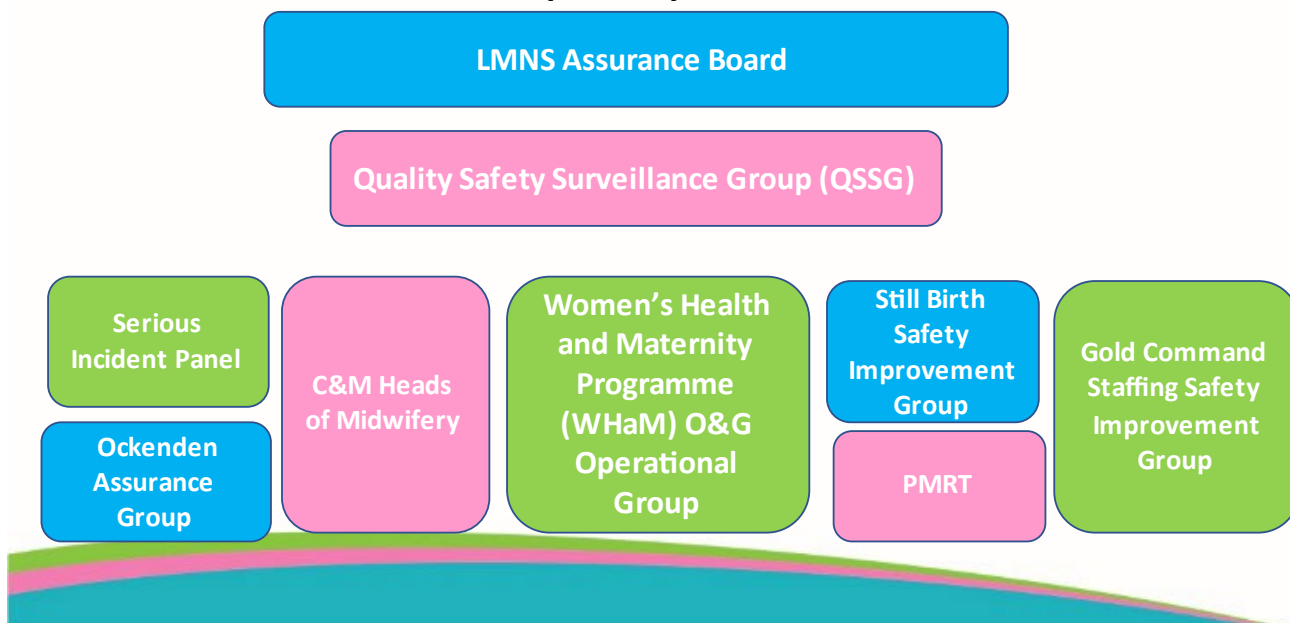 LMNS Assurance Board
Quality Safety Surveillance Group (QSSG)
Serious
Incident Panel
Ockenden
Assurance
Group
C&M Heads
of Midwifery
Women’s Health
and Maternity
Programme
(WHaM) O&G
Operational
Group
Still Birth
Safety
Improvement
Group
PMRT
Gold Command
Staffing Safety
Improvement
Group